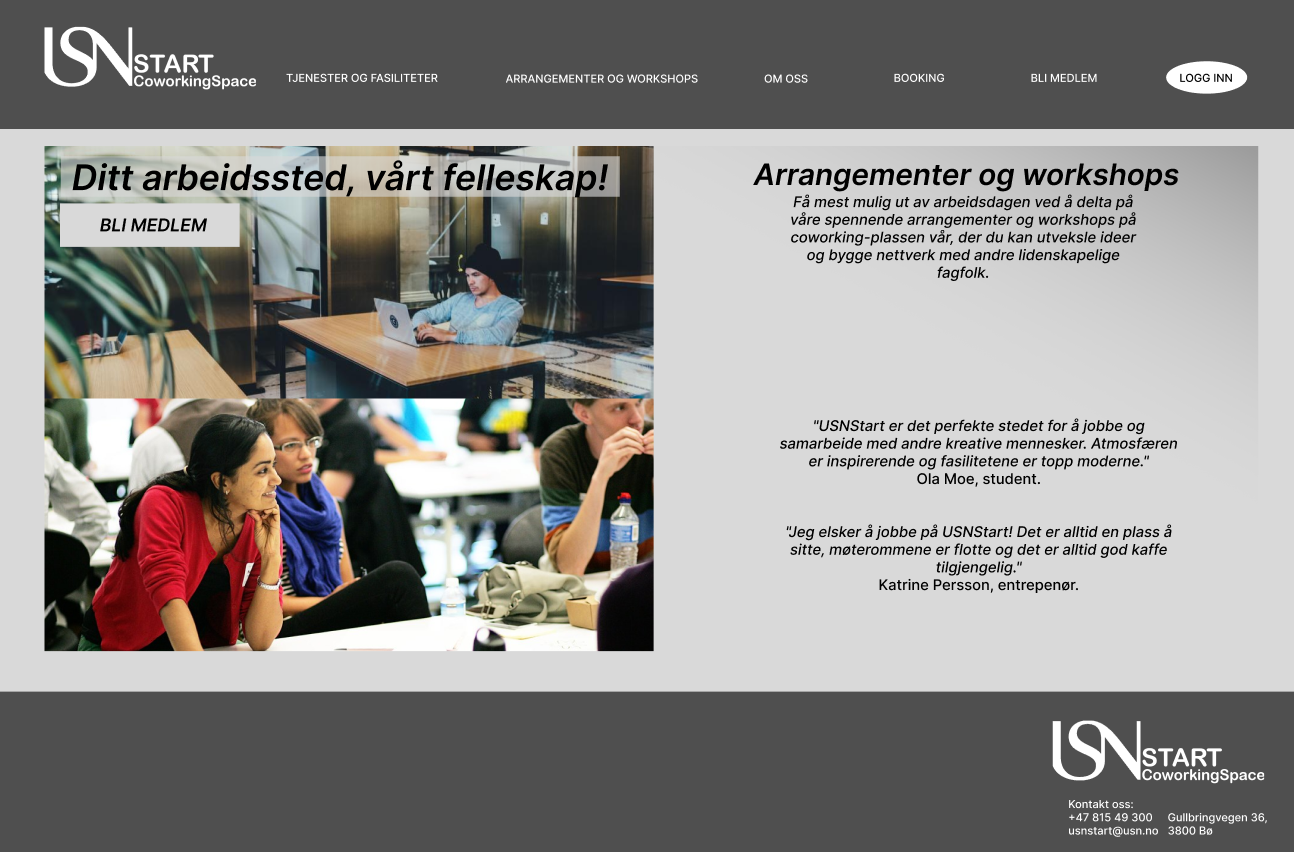 USNSTART
CoworkingSpace
TJENESTER OG FASILITETER
ARRANGEMENTER OG WORKSHOPS
OM OSS
BOOKING
BLI MEDLEM
LOGG INN
Ditt arbeidssted, vårt felleskap!
BLI MEDLEM
Arrangementer og workshops
Få mest mulig ut av arbeidsdagen ved å delta på
våre spennende arrangementer og workshops på
coworking-plassen vår, der du kan utveksle ideer
og bygge nettverk med andre lidenskapelige
fagfolk.
"USNStart er det perfekte stedet for å jobbe og
samarbeide med andre kreative mennesker. Atmosfæren
er inspirerende og fasilitetene er topp moderne."
Ola Moe, student.
"Jeg elsker å jobbe på USNStart! Det er alltid en plass å
sitte, møterommene er flotte og det er alltid god kaffe
tilgjengelig."
Katrine Persson, entrepenør.
USNSTART
CoworkingSpace
Kontakt oss:
+47 815 49 300
usnstart@usn.no
Gullbringvegen 36,
3800 Bø